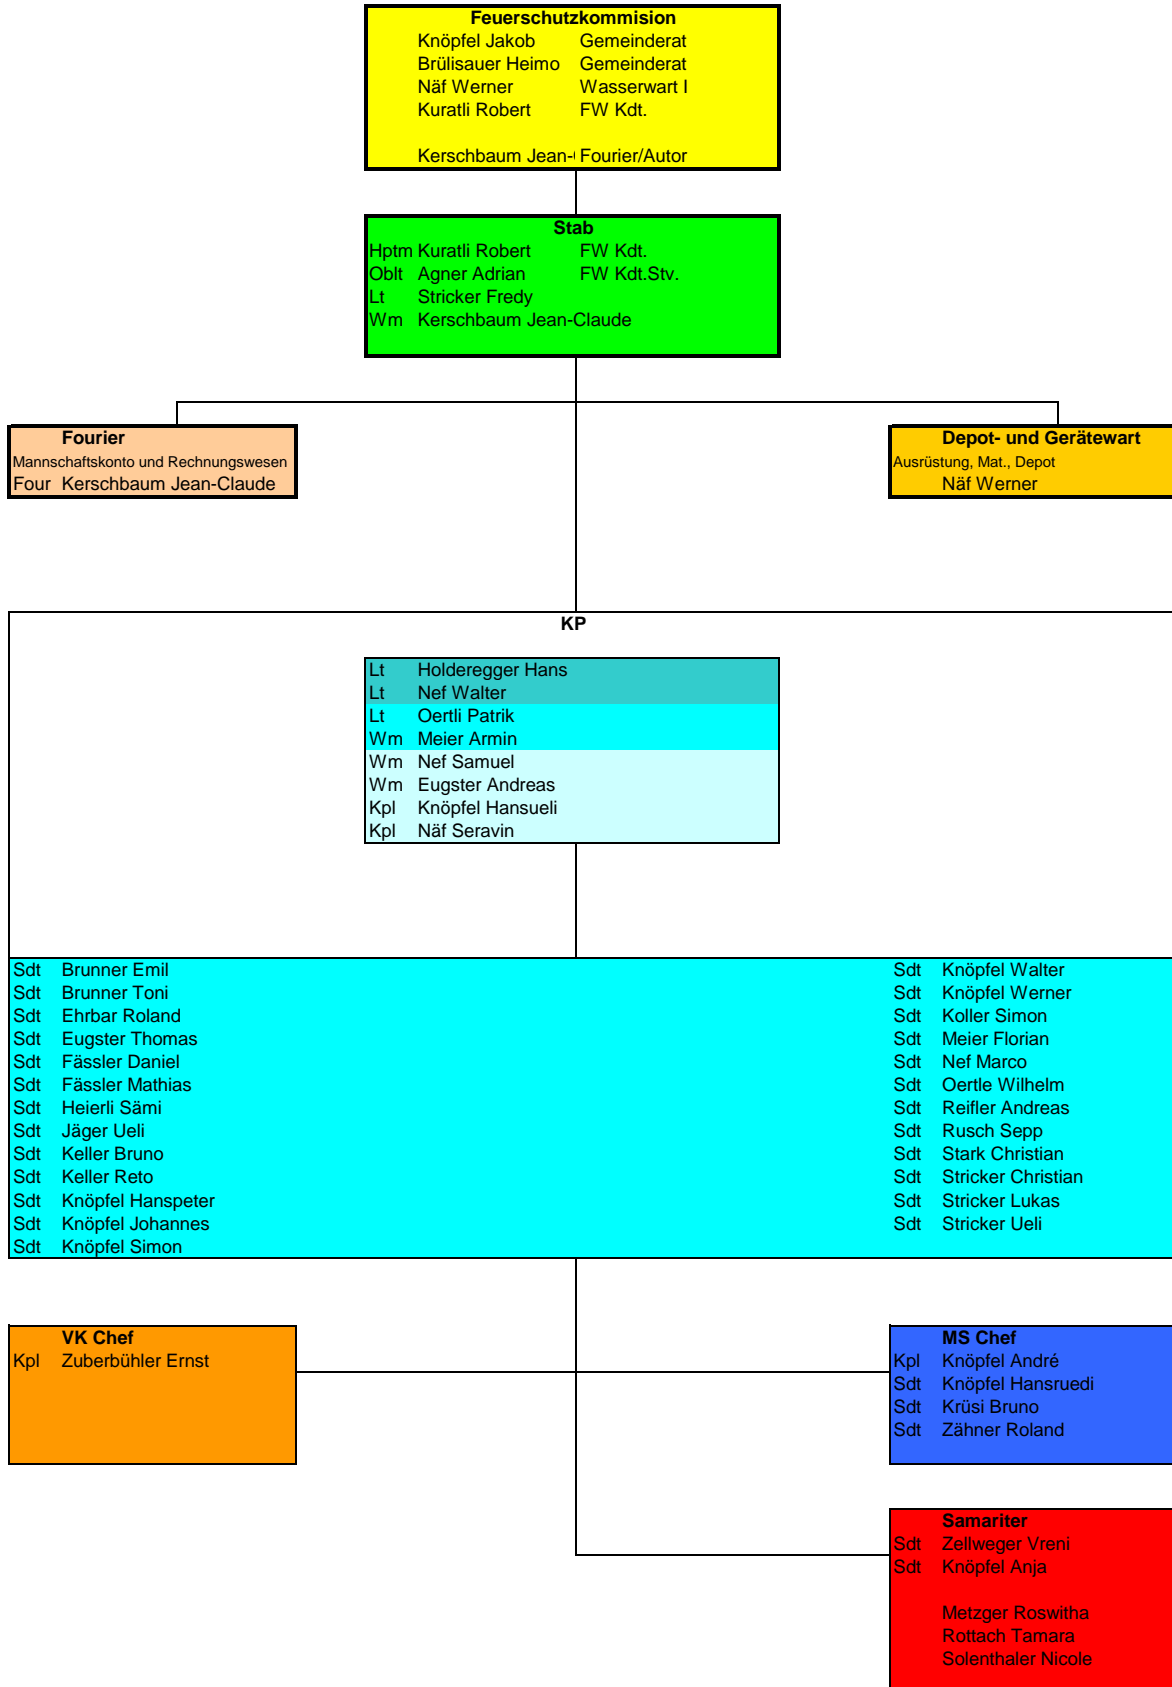 Feuerschutzkommision
Knöpfel Jakob Gemeinderat
Brülisauer Heimo Gemeinderat
Näf Werner Wasserwart I
Kuratli Robert FW Kdt.
Kerschbaum Jean-( Fourier/Autor
Stab
Hptm Kuratli Robert FW Kdt.
Oblt Agner Adrian FW Kdt.Stv.
Lt Stricker Fredy
Wm Kerschbaum Jean-Claude
Fourier
Mannschaftskonto und Rechnungswesen
Four Kerschbaum Jean-Claude
Depot- und Gerätewart
Ausrüstung, Mat., Depot
Näf Werner
KP
Lt Holderegger Hans
Lt Nef Walter
Lt Oertli Patrik
Wm Meier Armin
Wm Nef Samuel
Wm Eugster Andreas
Kpl Knöpfel Hansueli
Kpl Näf Seravin
Sdt Brunner Emil
Sdt Brunner Toni
Sdt Ehrbar Roland
Sdt Eugster Thomas
Sdt Fässler Daniel
Sdt Fässler Mathias
Sdt Heierli Sämi
Sdt Jäger Ueli
Sdt Keller Bruno
Sdt Keller Reto
Sdt Knöpfel Hanspeter
Sdt Knöpfel Johannes
Sdt Knöpfel Simon
Sdt Knöpfel Walter
Sdt Knöpfel Werner
Sdt Koller Simon
Sdt Meier Florian
Sdt Nef Marco
Sdt Oertle Wilhelm
Sdt Reifler Andreas
Sdt Rusch Sepp
Sdt Stark Christian
Sdt Stricker Christian
Sdt Stricker Lukas
Sdt Stricker Ueli
VK Chef
Kpl Zuberbühler Ernst
MS Chef
Kpl Knöpfel André
Sdt Knöpfel Hansruedi
Sdt Krüsi Bruno
Sdt Zähner Roland
Samariter
Sdt Zellweger Vreni
Sdt Knöpfel Anja
Metzger Roswitha
Rottach Tamara
Solenthaler Nicole